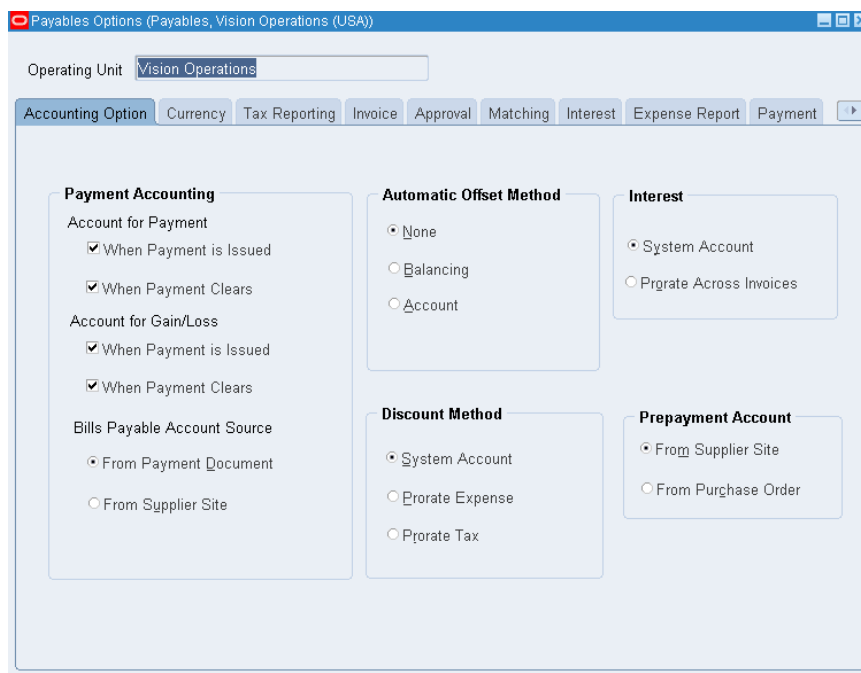 Payables Options (Payables, Vision Operations (USA))
Operating Unit Vision Operations
Accounting Option Currency Tax Reporting Invoice Approval Matching Interest Expense Report Payment
Payment Accounting
Account for Payment
When Payment is Issued
When Payment Clears
Account for Gain/Loss
When Payment is Issued
When Payment Clears
Bills Payable Account Source
From Payment Document
From Supplier Site
Automatic Offset Method
None
Balancing
Account
Interest
System Account
Prorate Across Invoices
Discount Method
System Account
Prorate Expense
Prorate Tax
Prepayment Account
From Supplier Site
From Purchase Order